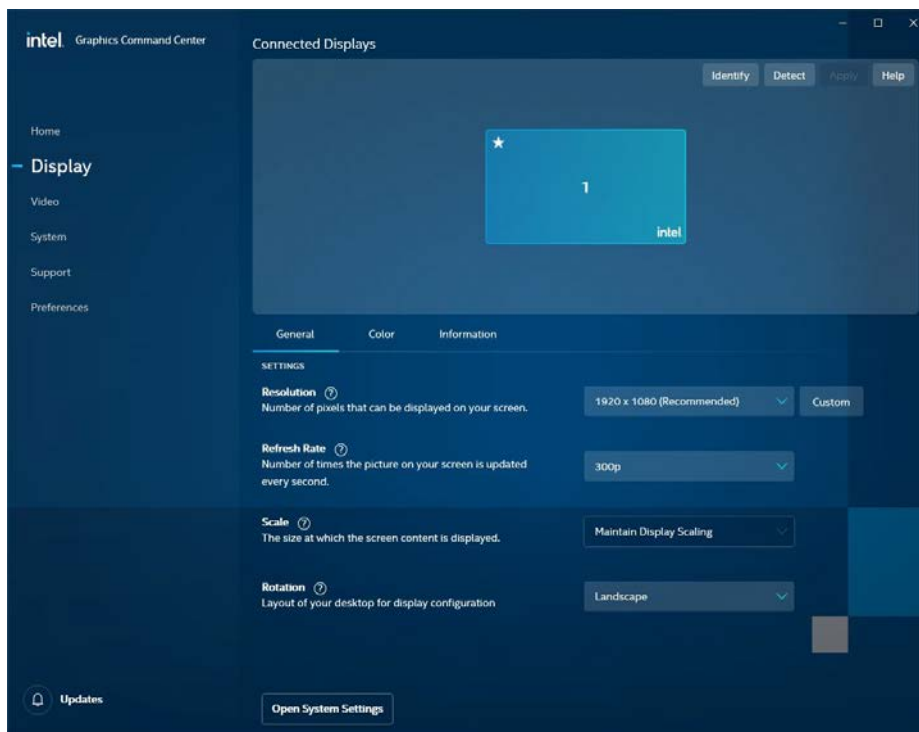 intel. Graphics Command Center
Connected Displays
Identify Detect Apply Help
Home
Display
Video
System
Support
Preferences
1
intel
General Color Information
SETTINGS
Resolution ?
Number of pixels that can be displayed on your screen.
1920 x 1080 (Recommended)
Custom
Refresh Rate ?
Number of times the picture on your screen is updated
every second.
300p
Scale ?
The size at which the screen content is displayed.
Maintain Display Scaling
Rotation ?
Layout of your desktop for display configuration
Landscape
Updates
Open System Settings